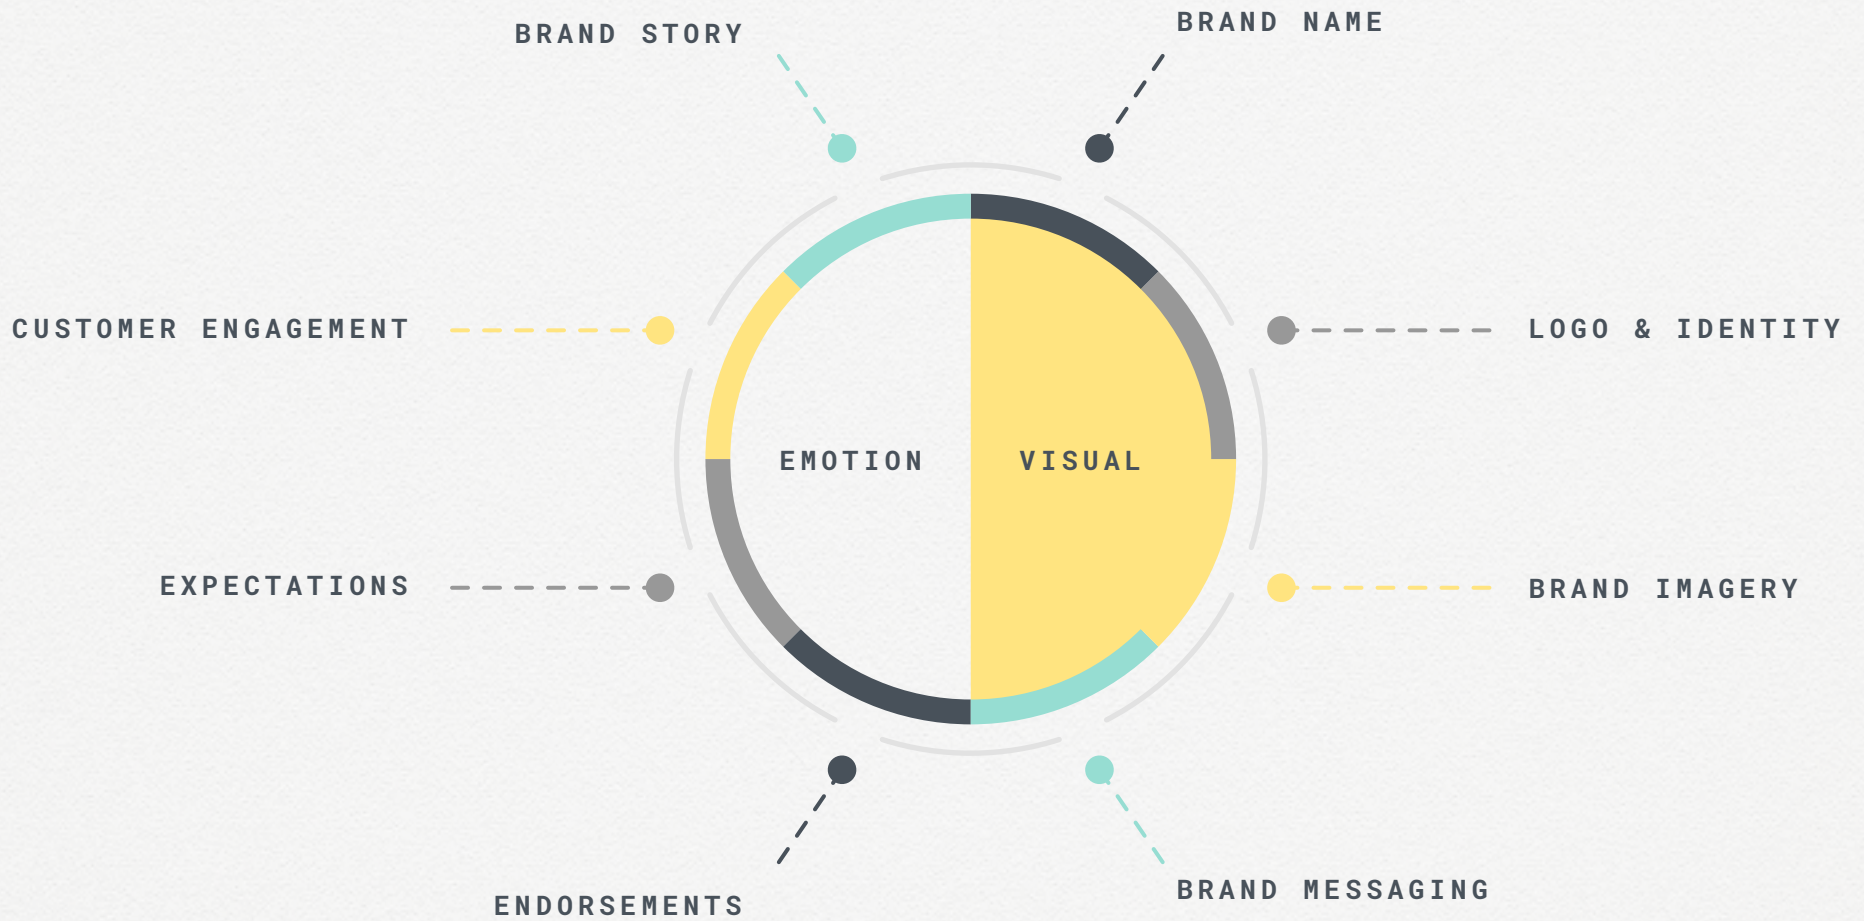 BRAND STORY
BRAND NAME
CUSTOMER ENGAGEMENT
LOGO & IDENTITY
EMOTION
VISUAL
EXPECTATIONS
BRAND IMAGERY
ENDORSEMENTS
BRAND MESSAGING